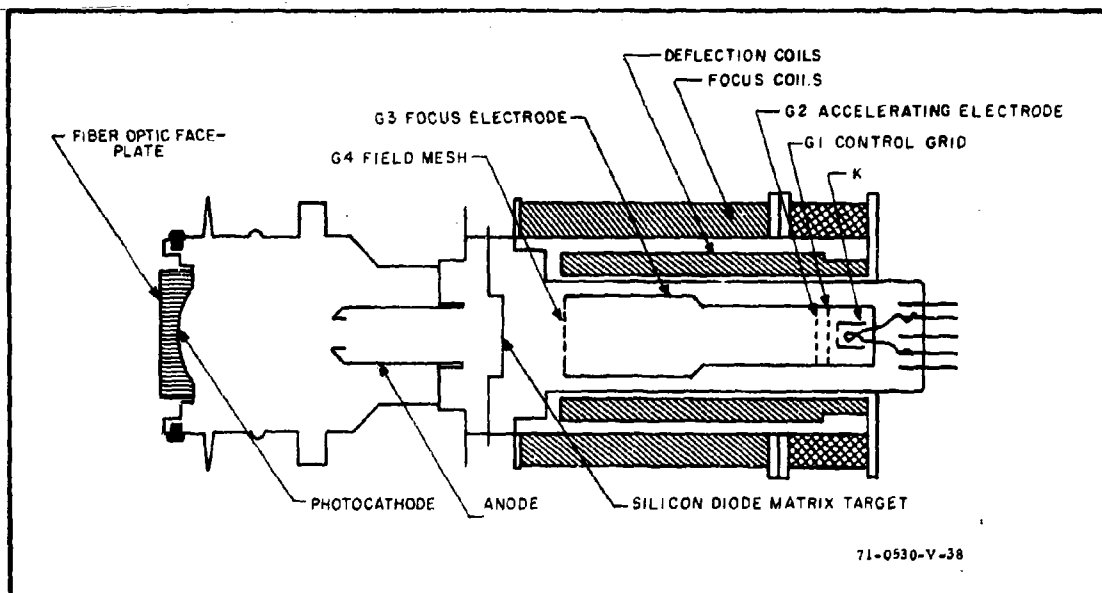 DEFLECTION COILS
FOCUS COILS
G2 ACCELERATING ELECTRODE
G3 FOCUS ELECTRODE
G1 CONTROL GRID
FIBER OPTIC FACE-
PLATE
G4 FIELD MESH
K
PHOTOCATHODE
ANODE
SILICON DIODE MATRIX TARGET
71-0530-V-38